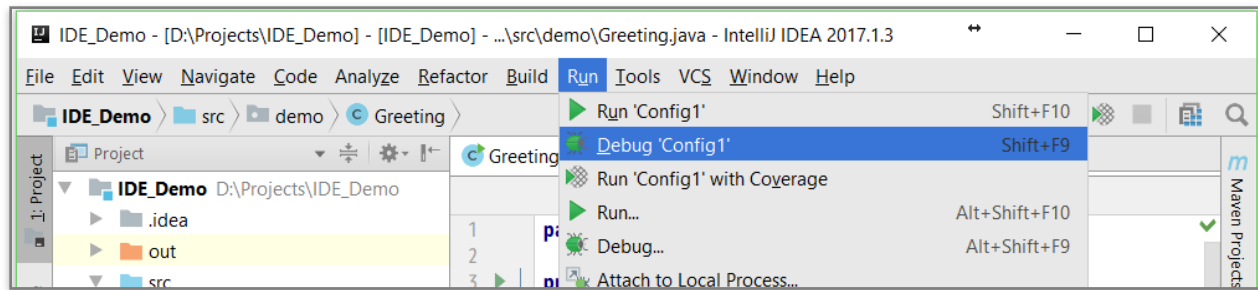 IDE_Demo - [D:\Projects\IDE_Demo] - [IDE_Demo] - ...\src\demo\Greeting.java - IntelliJ IDEA 2017.1.3
File Edit View Navigate Code Analyze Refactor Build Run Tools VCS Window Help
IDE_Demo src demo Greeting
Run 'Config1' Shift+F10
Project
Greeting
Debug 'Config1' Shift+F9
1: Project
IDE_Demo D:\Projects\IDE_Demo
Run 'Config1' with Coverage
.idea
1
Run... Alt+Shift+F10
out
2
Debug... Alt+Shift+F9
src
3
Attach to Local Process...
Maven Projects